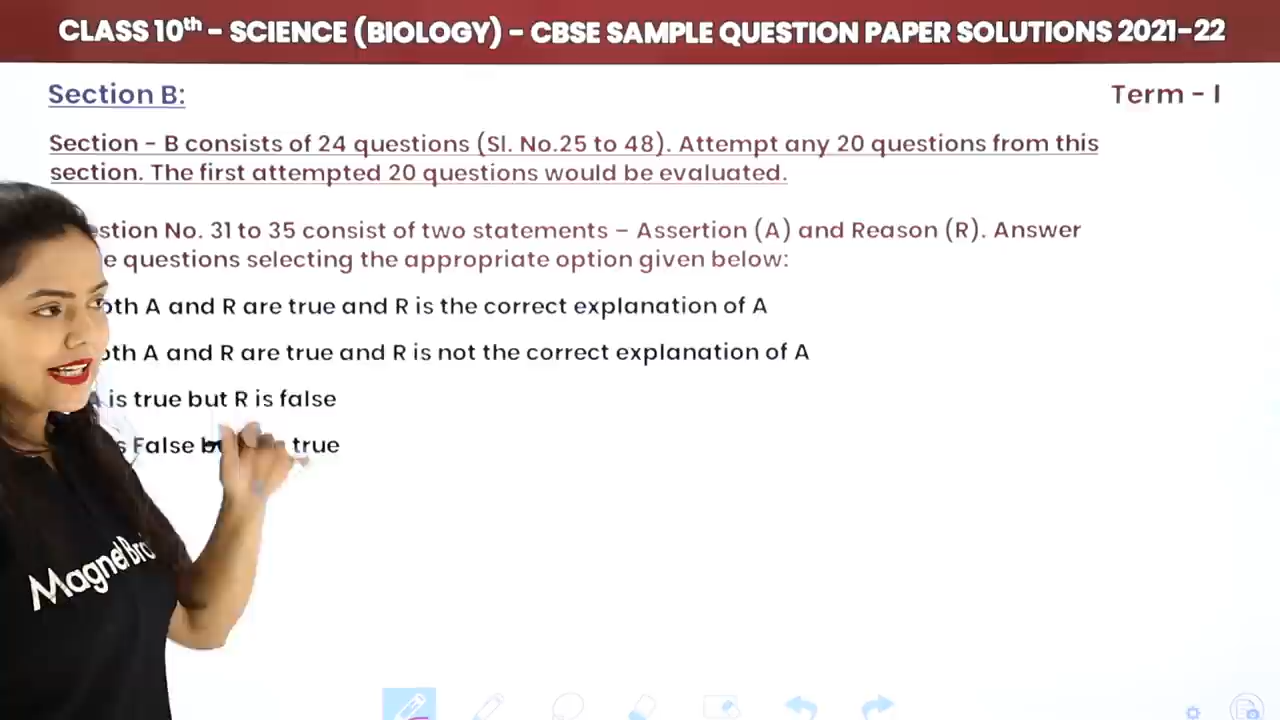 CLASS 10th – SCIENCE (BIOLOGY) – CBSE SAMPLE QUESTION PAPER SOLUTIONS 2021–22
Section B:
Term – I
Section – B consists of 24 questions (Sl. No.25 to 48). Attempt any 20 questions from this
section. The first attempted 20 questions would be evaluated.
No. 31 to 35 consist of two statements – Assertion (A) and Reason (R). Answer
questions selecting the appropriate option given below:
A and R are true and R is the correct explanation of A
A and R are true and R is not the correct explanation of A
is true but R is false
False true